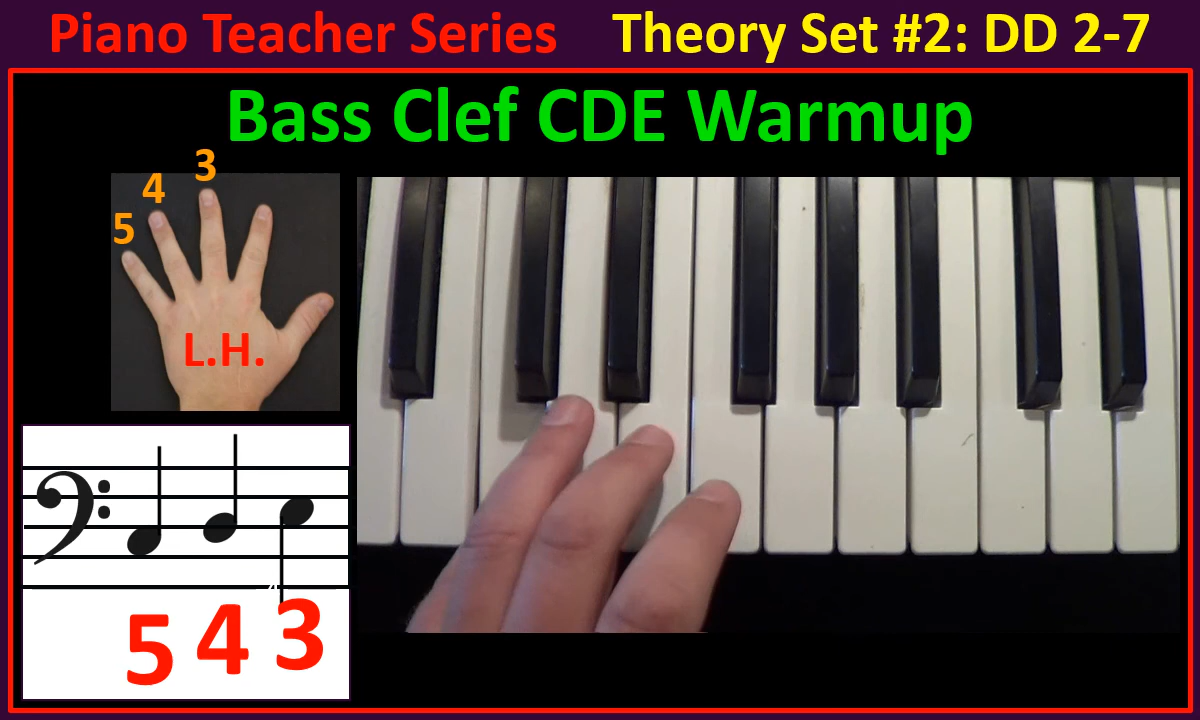 Piano Teacher Series Theory Set #2: DD 2-7
Bass Clef CDE Warmup
3
4
5
L.H.
5 4 3